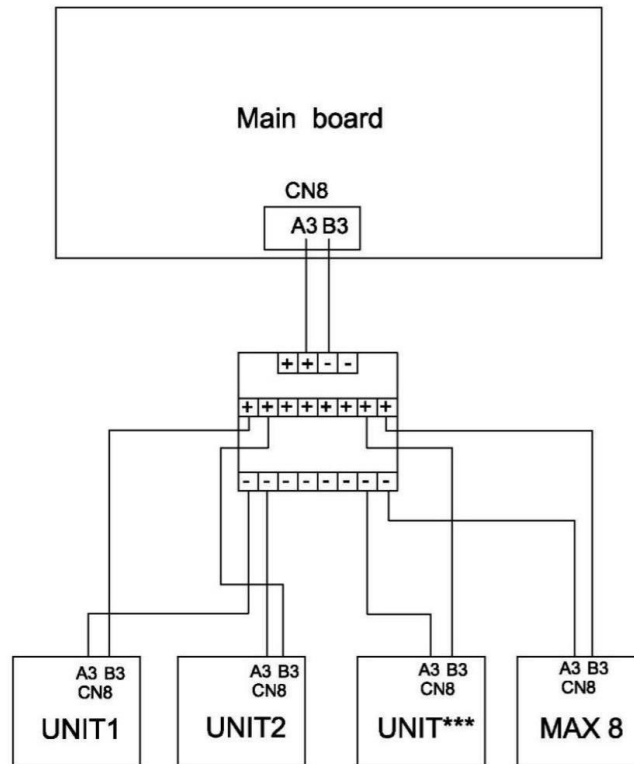 Main board
CN8
A3 B3
+ + - -
+ + + + + + + +
- - - - - - - -
A3 B3
CN8
UNIT1
A3 B3
CN8
UNIT2
A3 B3
CN8
UNIT***
A3 B3
CN8
MAX 8